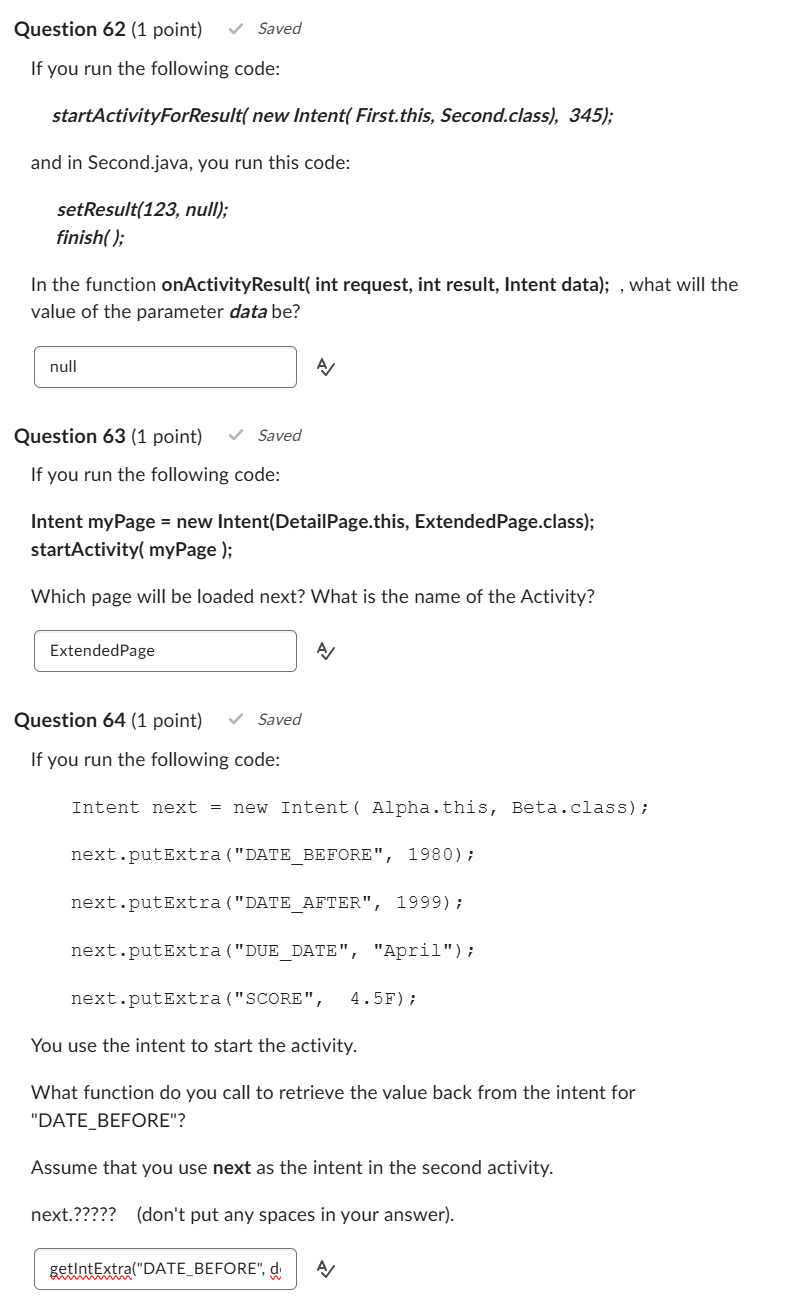 Question 62 (1 point) Saved
If you run the following code:
startActivityForResult( new Intent( First.this, Second.class), 345);
and in Second.java, you run this code:
setResult(123, null);
finish( );
In the function onActivityResult( int request, int result, Intent data); , what will the
value of the parameter data be?
null
Question 63 (1 point) Saved
If you run the following code:
Intent myPage = new Intent(DetailPage.this, ExtendedPage.class);
startActivity( myPage );
Which page will be loaded next? What is the name of the Activity?
ExtendedPage
Question 64 (1 point) Saved
If you run the following code:
Intent next = new Intent( Alpha.this, Beta.class);
next.putExtra("DATE_BEFORE", 1980);
next.putExtra("DATE_AFTER", 1999);
next.putExtra("DUE_DATE", "April");
next.putExtra("SCORE", 4.5F);
You use the intent to start the activity.
What function do you call to retrieve the value back from the intent for
"DATE_BEFORE"?
Assume that you use next as the intent in the second activity.
next.????? (don't put any spaces in your answer).
getIntExtra("DATE_BEFORE", d